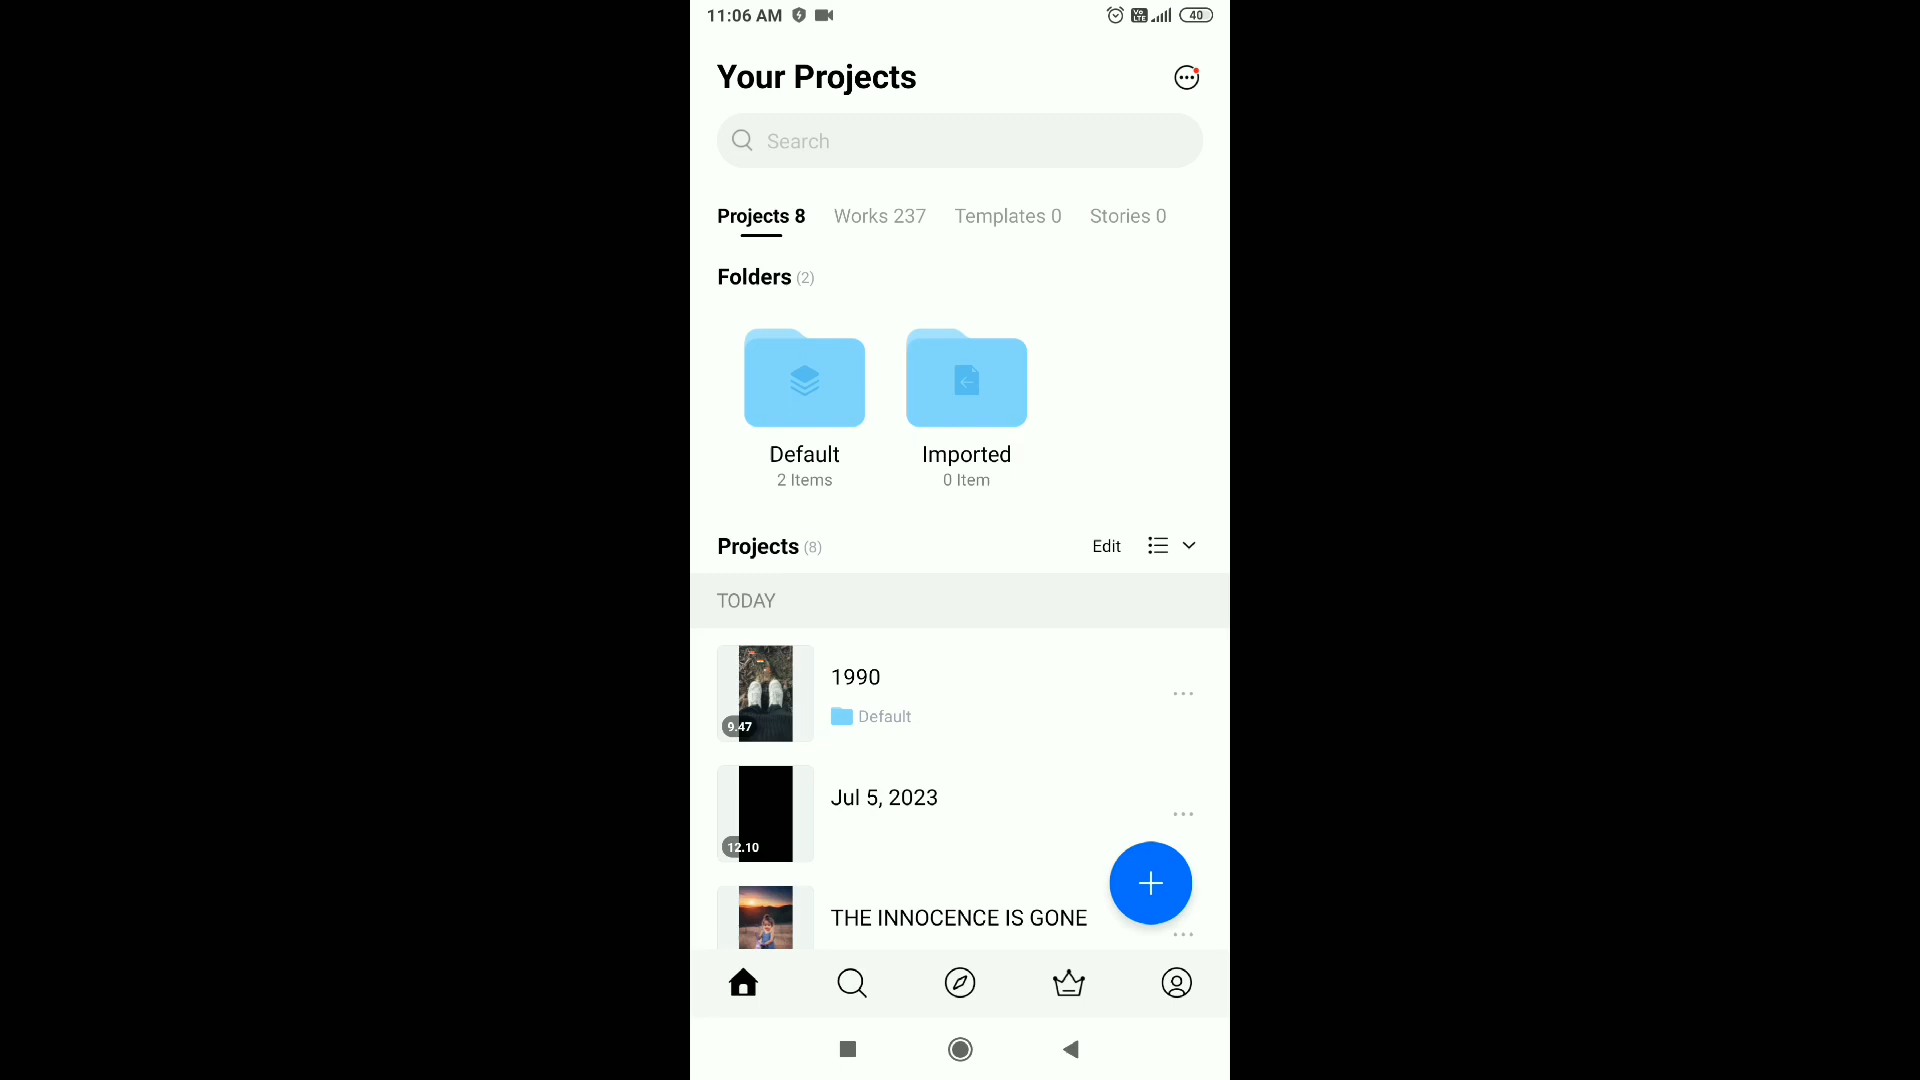 11:06 AM
Vo LTE
40
Your Projects
Search
Projects 8 Works 237 Templates 0 Stories 0
Folders (2)
Default Imported
2 Items 0 Item
Projects (8) Edit
TODAY
1990
9.47
Default
Jul 5, 2023
12.10
THE INNOCENCE IS GONE